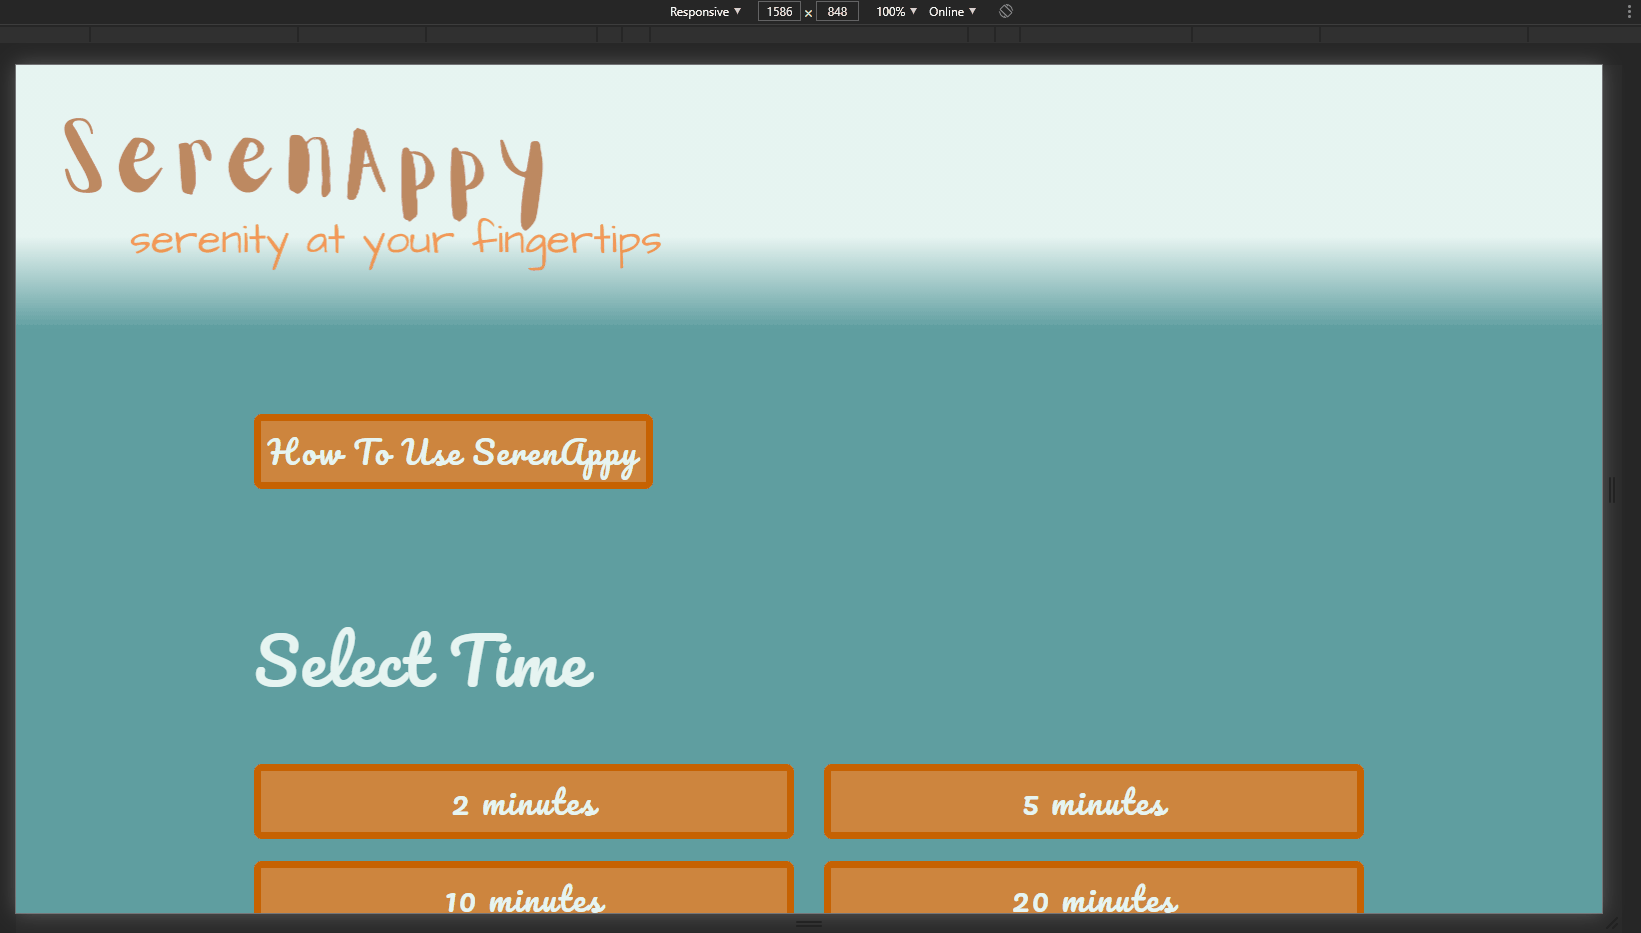 Responsive ▼ 1586 × 848 100% ▼ Online ▼
SerenAppy
serenity at your fingertips
How To Use SerenAppy
Select Time
2 minutes 5 minutes
10 minutes 20 minutes